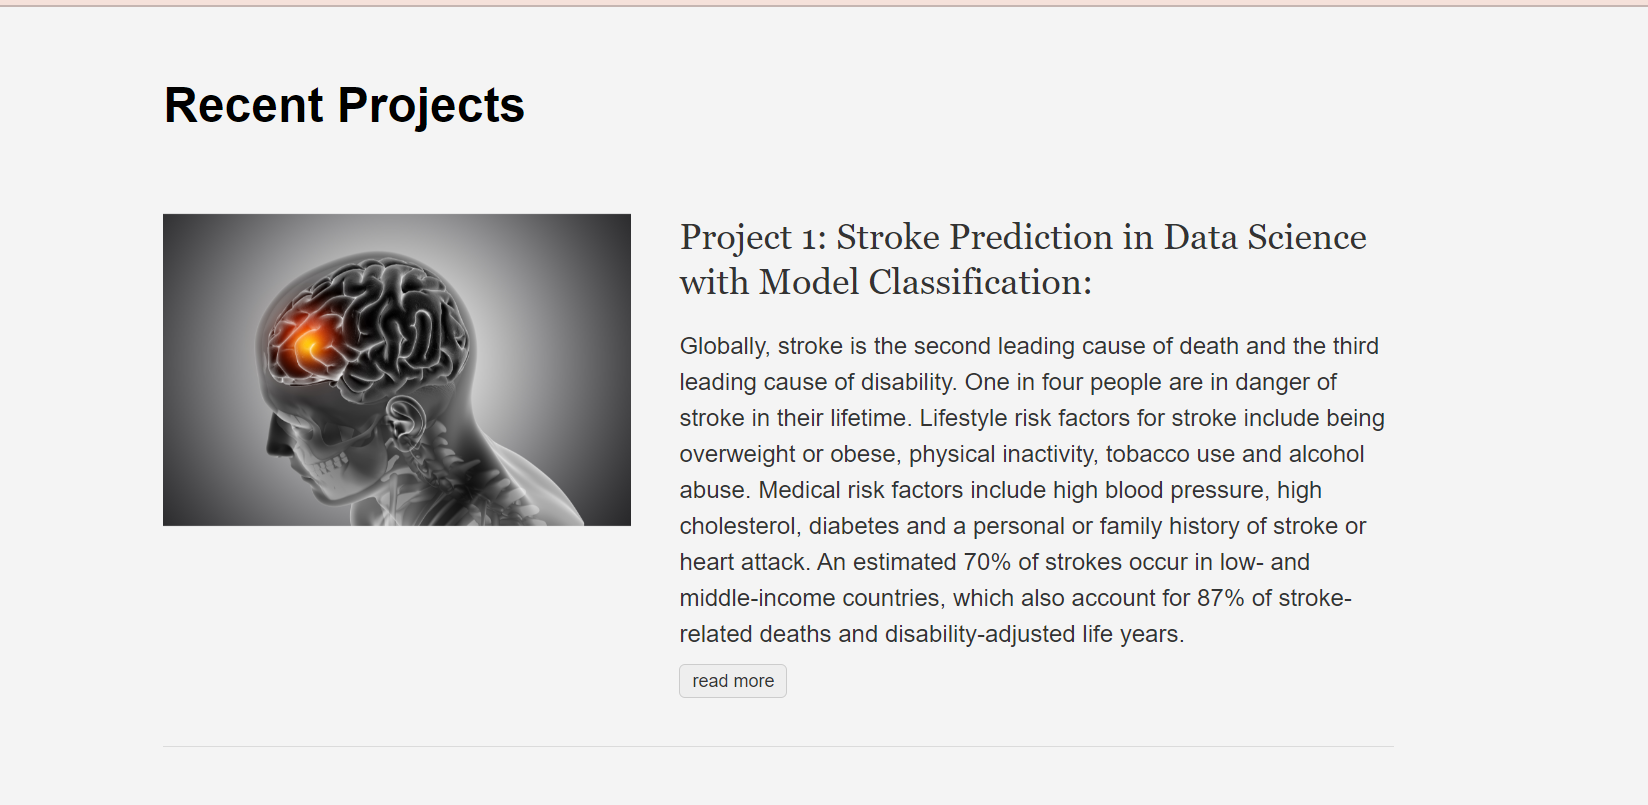 Recent Projects
Project 1: Stroke Prediction in Data Science
with Model Classification:
Globally, stroke is the second leading cause of death and the third
leading cause of disability. One in four people are in danger of
stroke in their lifetime. Lifestyle risk factors for stroke include being
overweight or obese, physical inactivity, tobacco use and alcohol
abuse. Medical risk factors include high blood pressure, high
cholesterol, diabetes and a personal or family history of stroke or
heart attack. An estimated 70% of strokes occur in low- and
middle-income countries, which also account for 87% of stroke-
related deaths and disability-adjusted life years.
read more